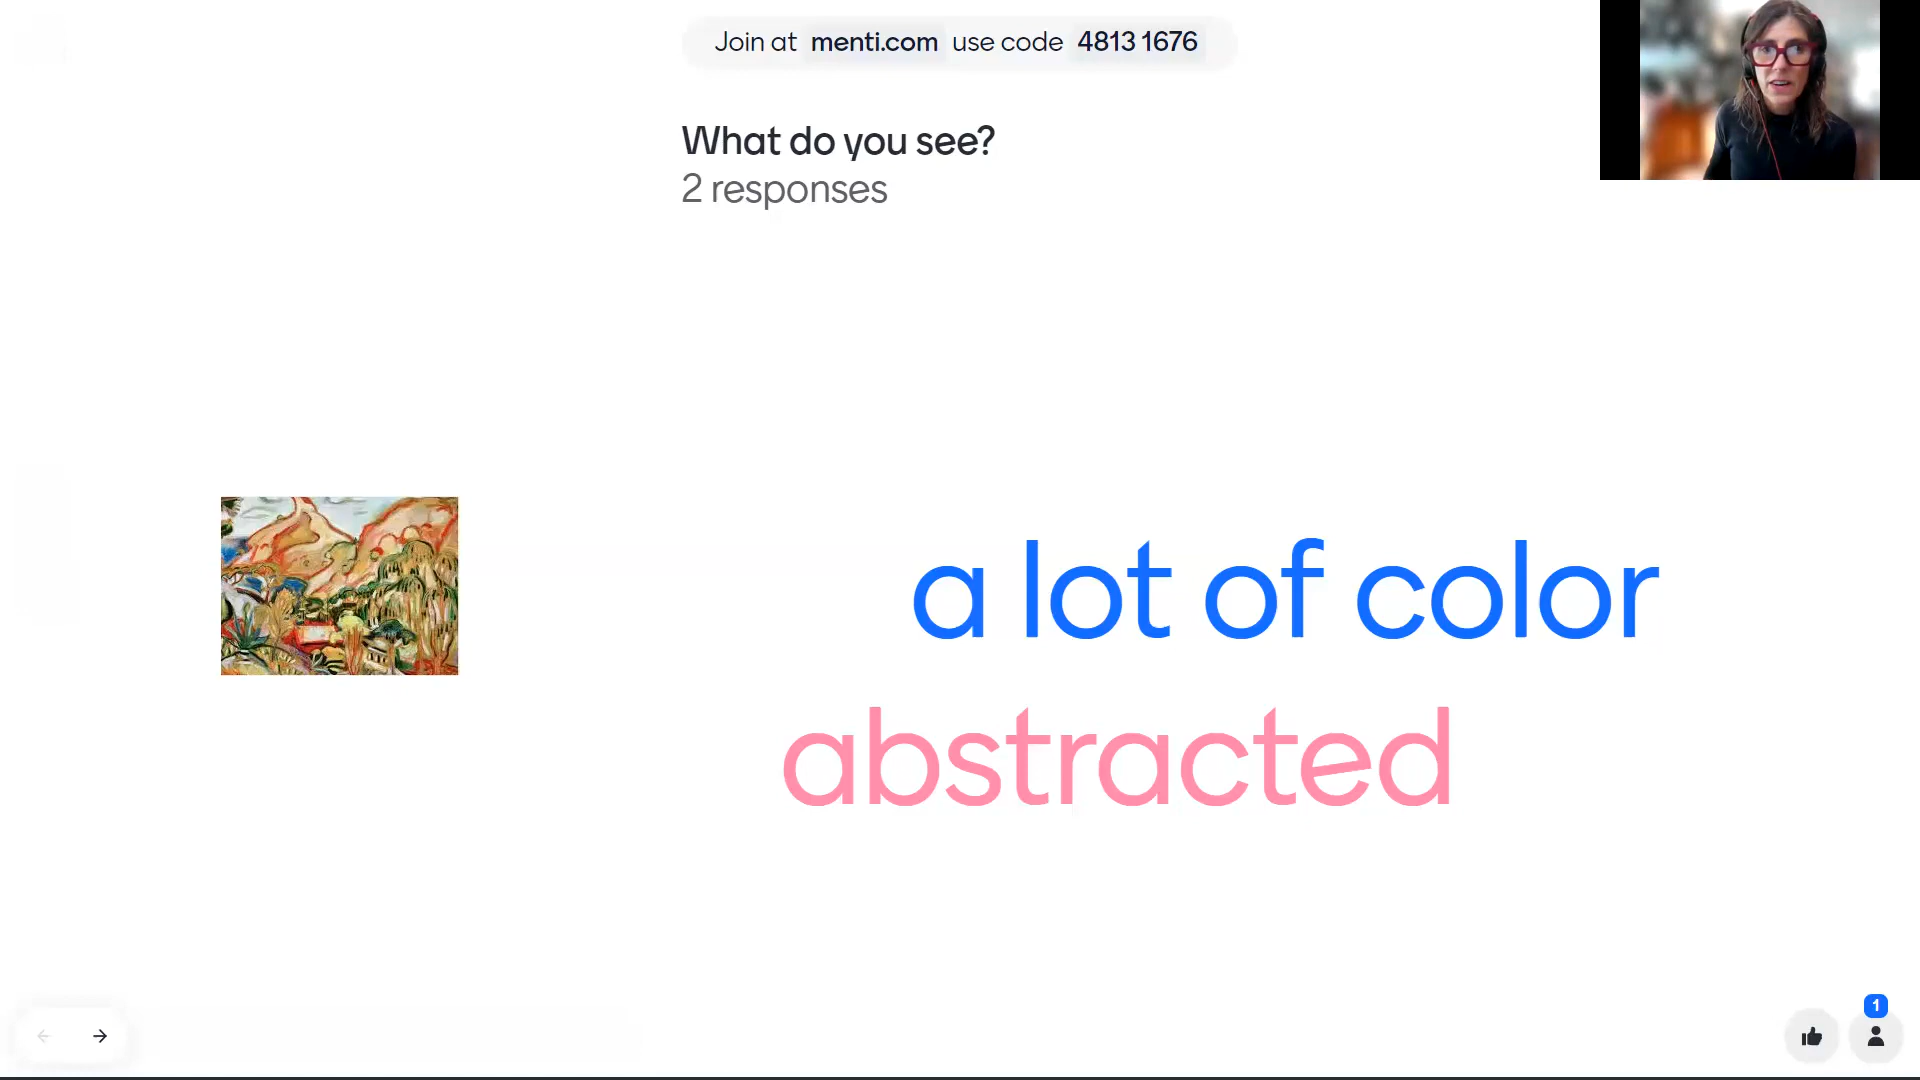 Join at menti.com use code 4813 1676
What do you see?
2 responses
a lot of color
abstracted
1